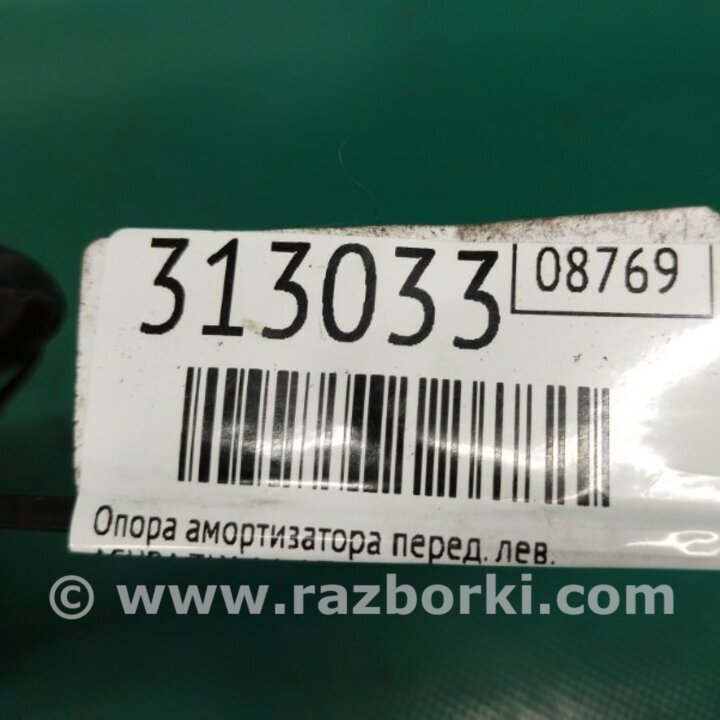 313033
08769
Опора амортизатора перед. лев.
© www.razborki.com